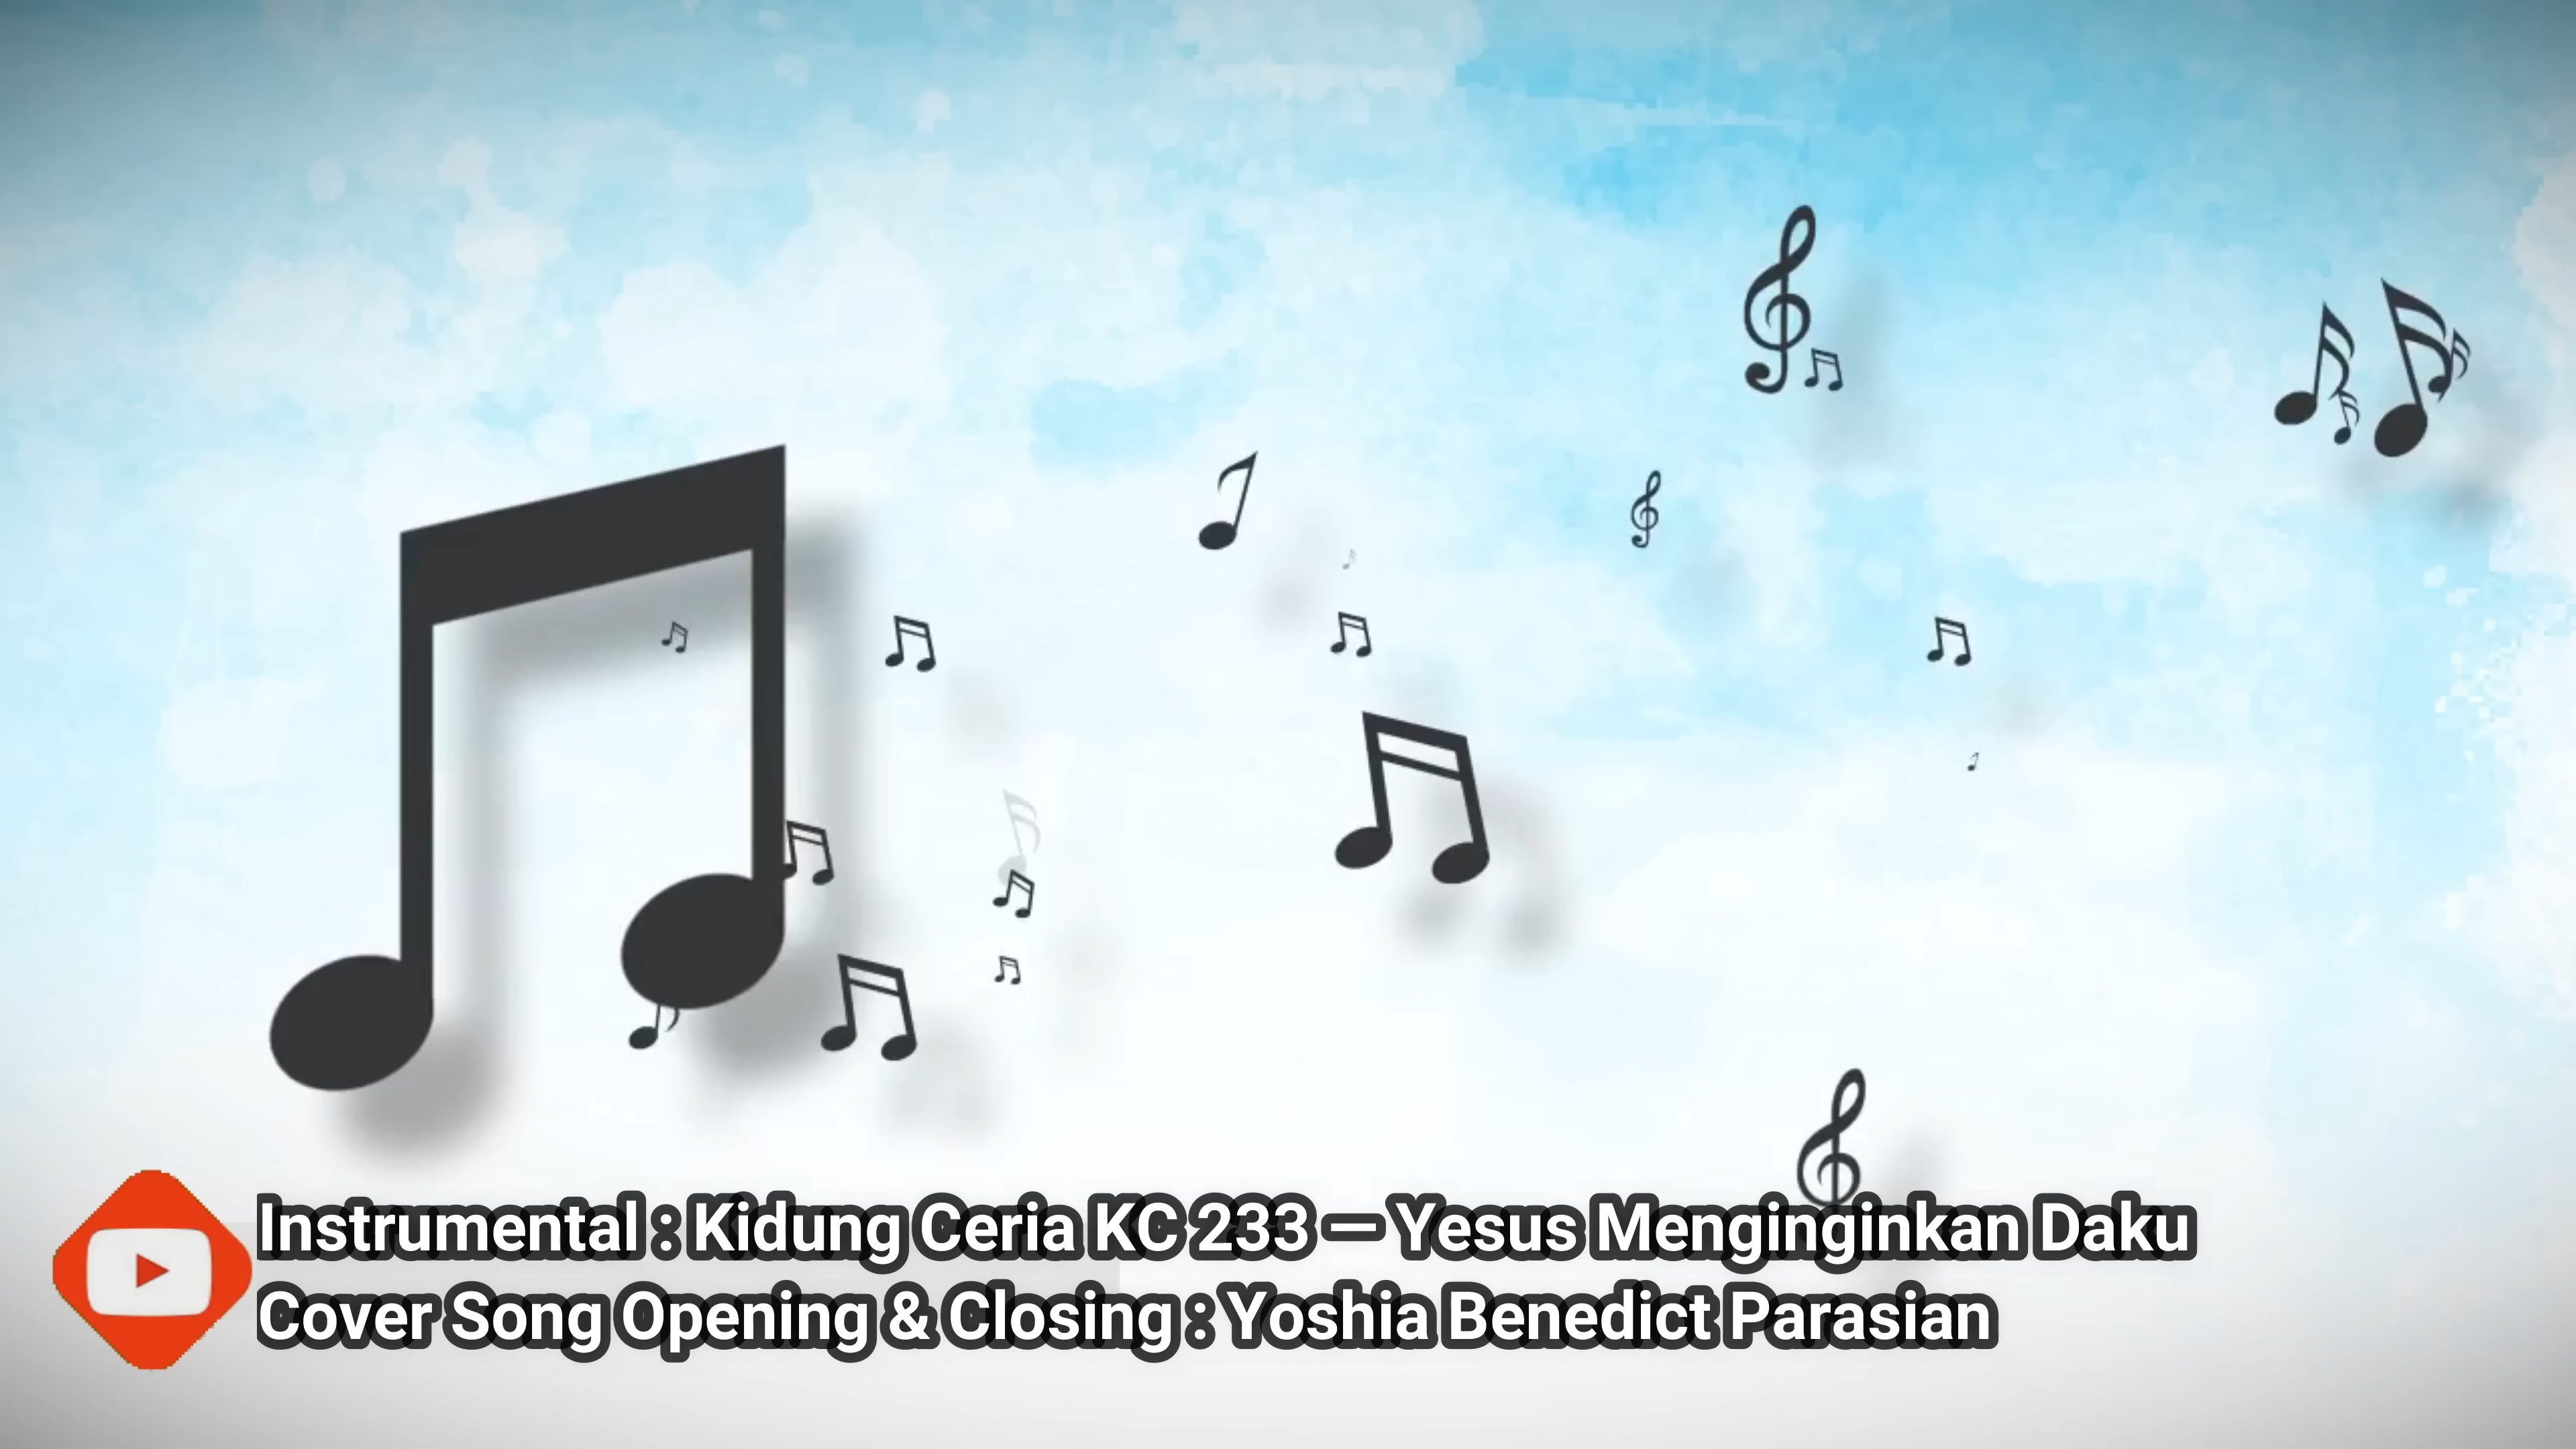 Instrumental : Kidung Ceria KC 233 – Yesus Menginginkan Daku
Cover Song Opening & Closing : Yoshia Benedict Parasian